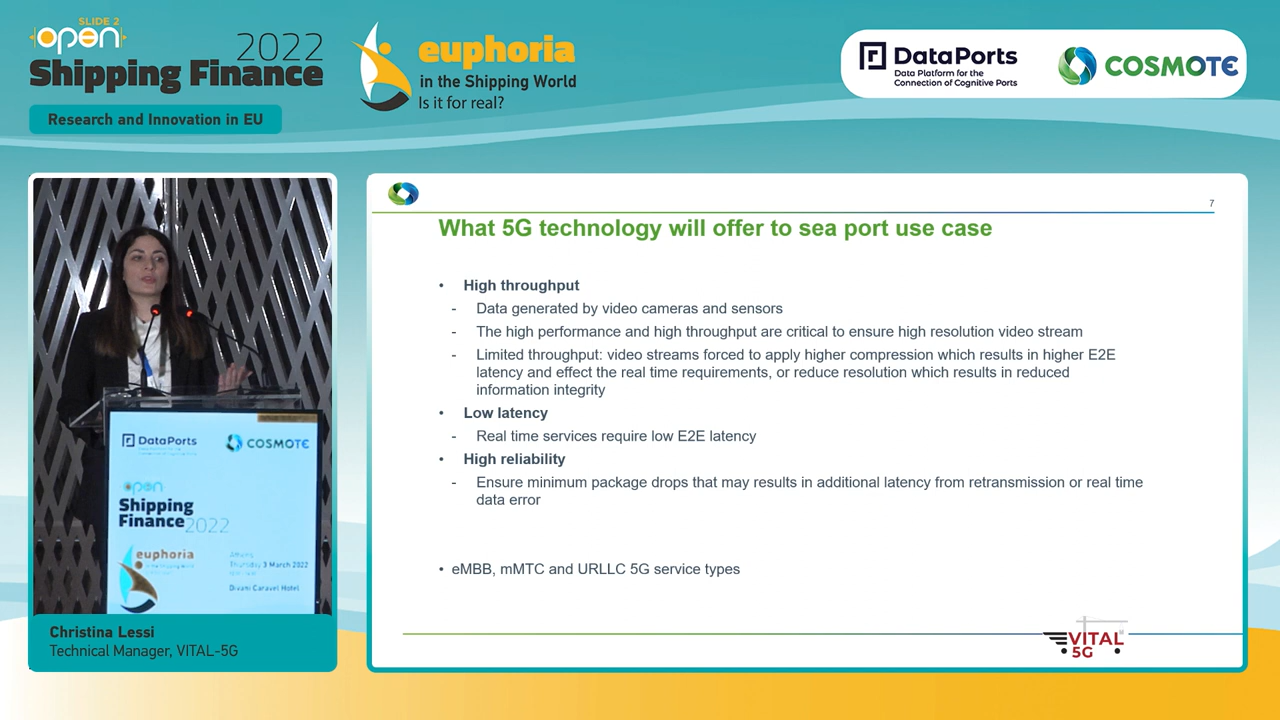 SLIDE 2
open
2022
Shipping Finance
Research and Innovation in EU
euphoria
in the Shipping World
Is it for real?
DataPorts
Data Platform for the
Connection of Cognitive Ports
COSMOTE
DataPorts
COSMOTE
open
Shipping
Finance 2022
euphoria
in the Shipping World
Athens
Thursday 3 March 2022
Divani Caravel Hotel
Christina Lessi
Technical Manager, VITAL-5G
7
What 5G technology will offer to sea port use case
• High throughput
- Data generated by video cameras and sensors
- The high performance and high throughput are critical to ensure high resolution video stream
- Limited throughput: video streams forced to apply higher compression which results in higher E2E
latency and effect the real time requirements, or reduce resolution which results in reduced
information integrity
• Low latency
- Real time services require low E2E latency
• High reliability
- Ensure minimum package drops that may results in additional latency from retransmission or real time
data error
• eMBB, mMTC and URLLC 5G service types
VITAL
5G